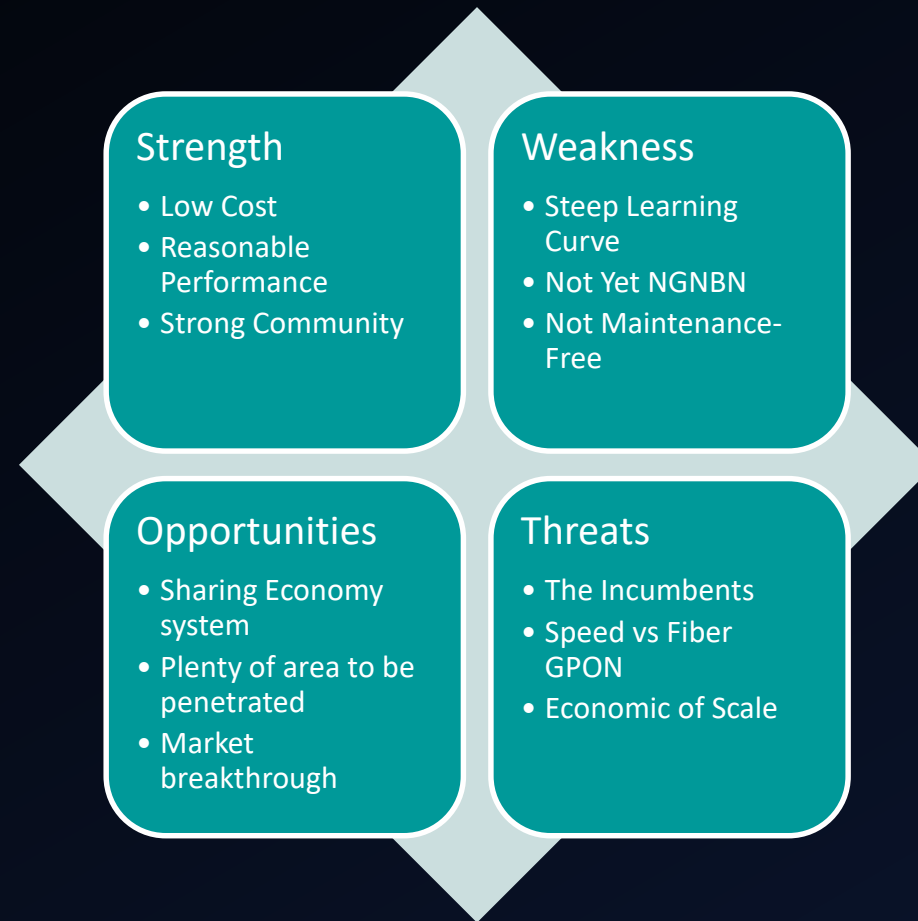 Strength
• Low Cost
• Reasonable
Performance
• Strong Community
Weakness
• Steep Learning
Curve
• Not Yet NGNBN
• Not Maintenance-
Free
Opportunities
• Sharing Economy
system
• Plenty of area to be
penetrated
• Market
breakthrough
Threats
• The Incumbents
• Speed vs Fiber
GPON
• Economic of Scale